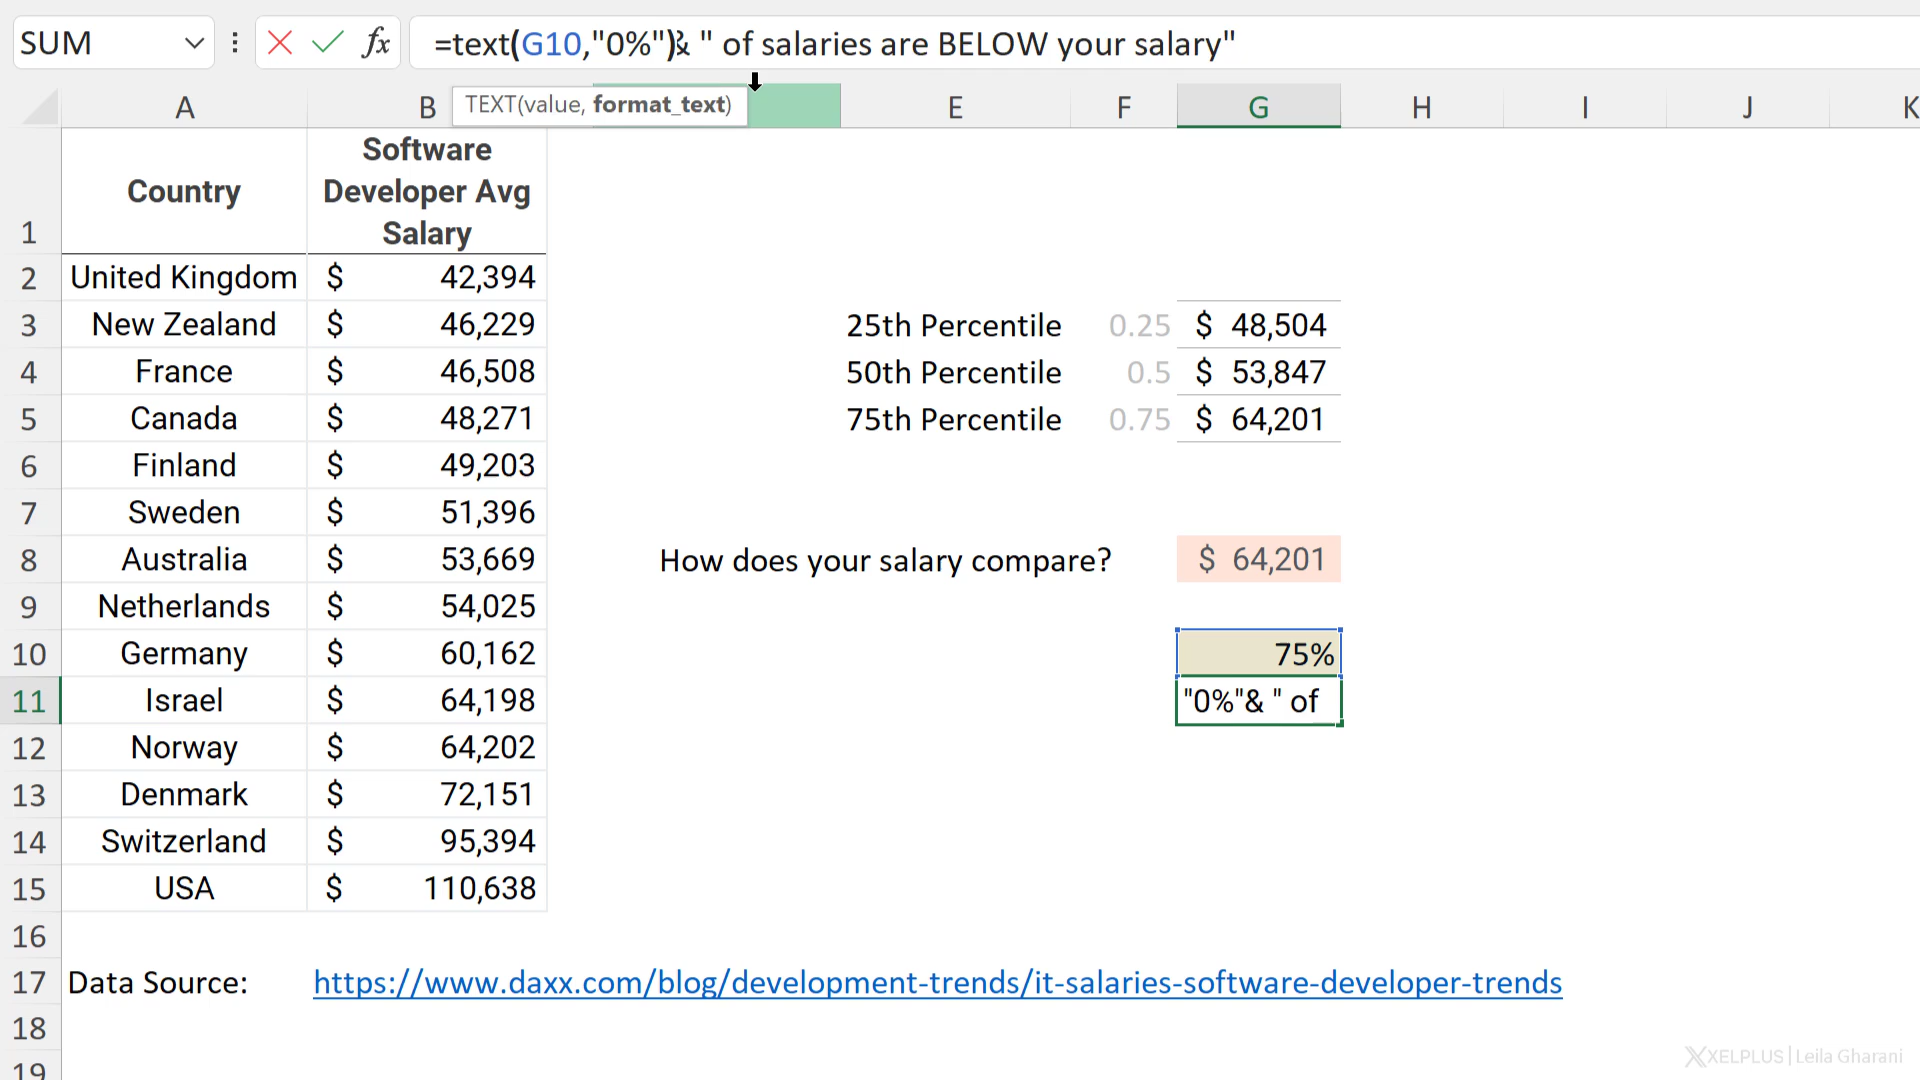 SUM
fx
=text(G10,"0%")& " of salaries are BELOW your salary"
TEXT(value, format_text)
A B E F G H I J K
Software
Developer Avg
Salary
Country
1
2 United Kingdom $ 42,394
3 New Zealand $ 46,229 25th Percentile 0.25 $ 48,504
4 France $ 46,508 50th Percentile 0.5 $ 53,847
5 Canada $ 48,271 75th Percentile 0.75 $ 64,201
6 Finland $ 49,203
7 Sweden $ 51,396
8 Australia $ 53,669 How does your salary compare? $ 64,201
9 Netherlands $ 54,025
10 Germany $ 60,162 75%
11 Israel $ 64,198 "0%"& " of
12 Norway $ 64,202
13 Denmark $ 72,151
14 Switzerland $ 95,394
15 USA $ 110,638
16
17 Data Source: https://www.daxx.com/blog/development-trends/it-salaries-software-developer-trends
18
19
XELPLUS | Leila Gharani